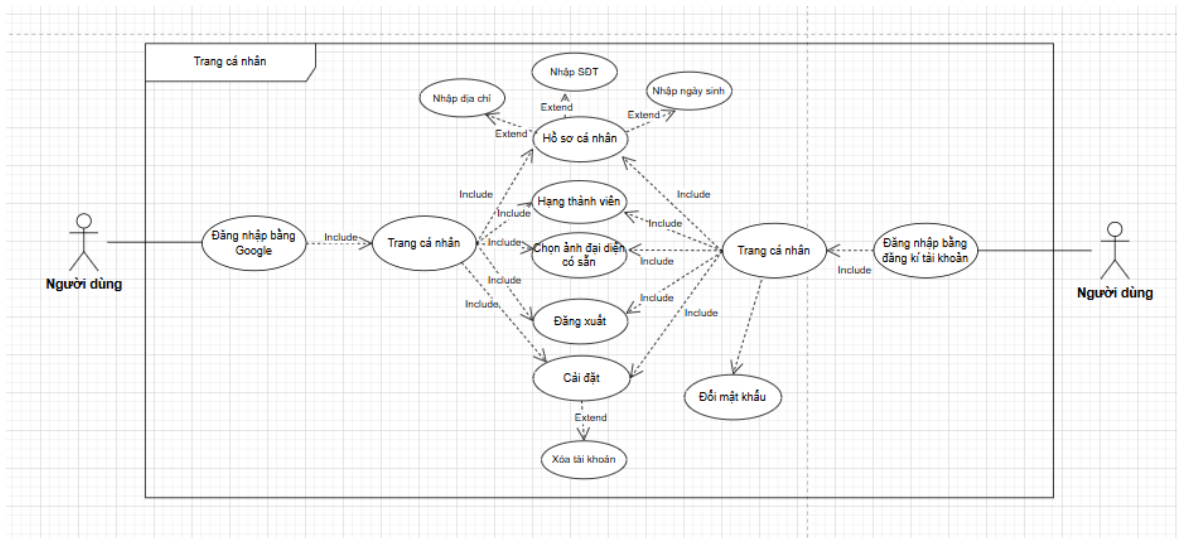 Trang cá nhân
Nhập SĐT
Nhập địa chỉ
Nhập ngày sinh
Extend
Extend
Extend
Hồ sơ cá nhân
Include
Include
Hạng thành viên
Include
Include
Đăng nhập bằng
Google
Include
Trang cá nhân
Include
Chọn ảnh đại diện
có sẵn
Include
Trang cá nhân
Include
Đăng nhập bằng
đăng kí tài khoản
Người dùng
Người dùng
Include
Include
Include
Include
Đăng xuất
Cải đặt
Đổi mật khẩu
Extend
Xóa tài khoản